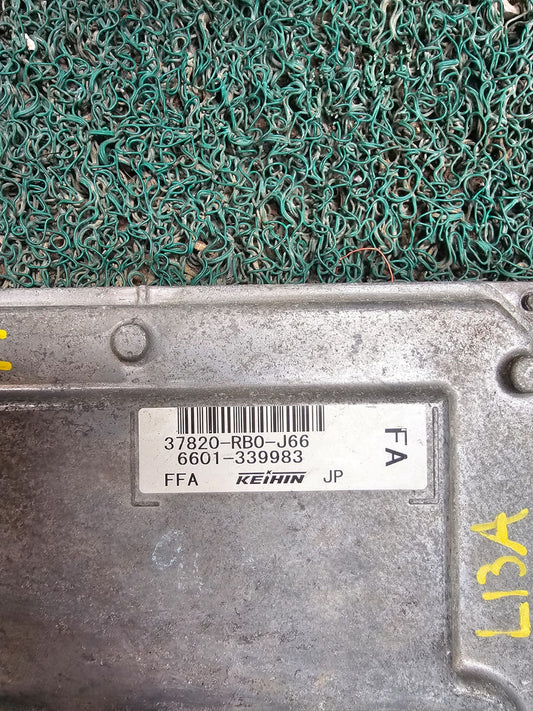 37820-RB0-J66
6601-339983
FFA KEIHIN JP
FA
L13A